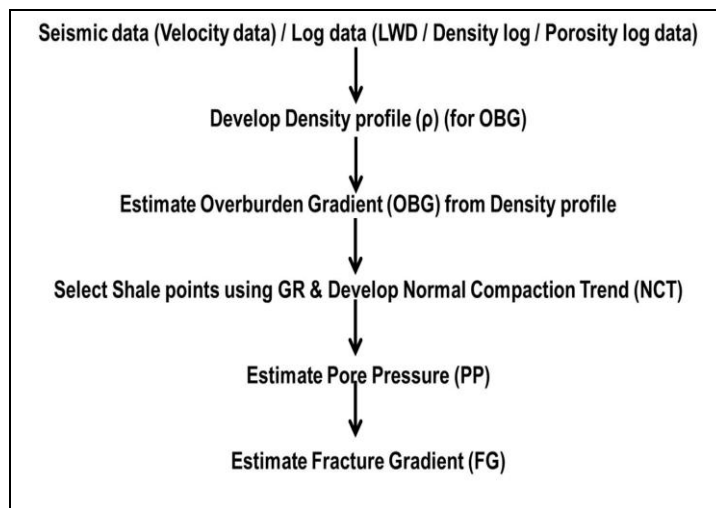 Seismic data (Velocity data) / Log data (LWD / Density log / Porosity log data)
Develop Density profile (ρ) (for OBG)
Estimate Overburden Gradient (OBG) from Density profile
Select Shale points using GR & Develop Normal Compaction Trend (NCT)
Estimate Pore Pressure (PP)
Estimate Fracture Gradient (FG)